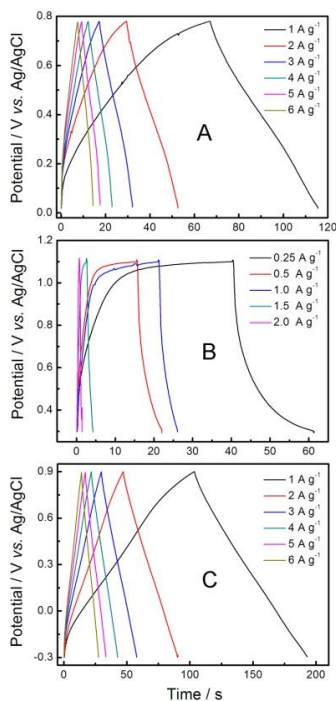 0.8
0.6
0.4
0.2
0.0
Potential / V vs. Ag/AgCl
1 A g⁻¹
2 A g⁻¹
3 A g⁻¹
4 A g⁻¹
5 A g⁻¹
6 A g⁻¹
A
0 20 40 60 80 100 120
1.2
0.9
0.6
0.3
Potential / V vs. Ag/AgCl
0.25 A g⁻¹
0.5 A g⁻¹
1.0 A g⁻¹
1.5 A g⁻¹
2.0 A g⁻¹
B
0 10 20 30 40 50 60
0.9
0.6
0.3
0.0
-0.3
Potential / V vs. Ag/AgCl
1 A g⁻¹
2 A g⁻¹
3 A g⁻¹
4 A g⁻¹
5 A g⁻¹
6 A g⁻¹
C
0 50 100 150 200
Time / s